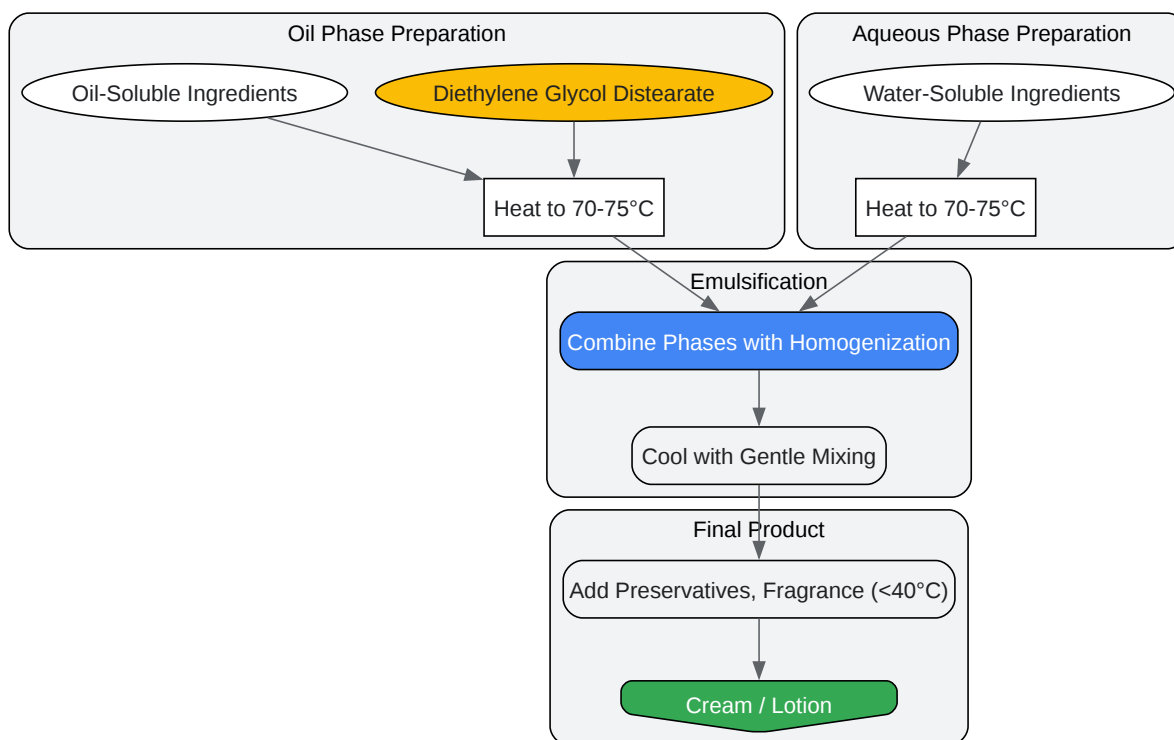 Oil Phase Preparation
Aqueous Phase Preparation
Oil-Soluble Ingredients
Diethylene Glycol Distearate
Water-Soluble Ingredients
Heat to 70-75°C
Heat to 70-75°C
Emulsification
Combine Phases with Homogenization
Cool with Gentle Mixing
Final Product
Add Preservatives, Fragrance (<40°C)
Cream / Lotion